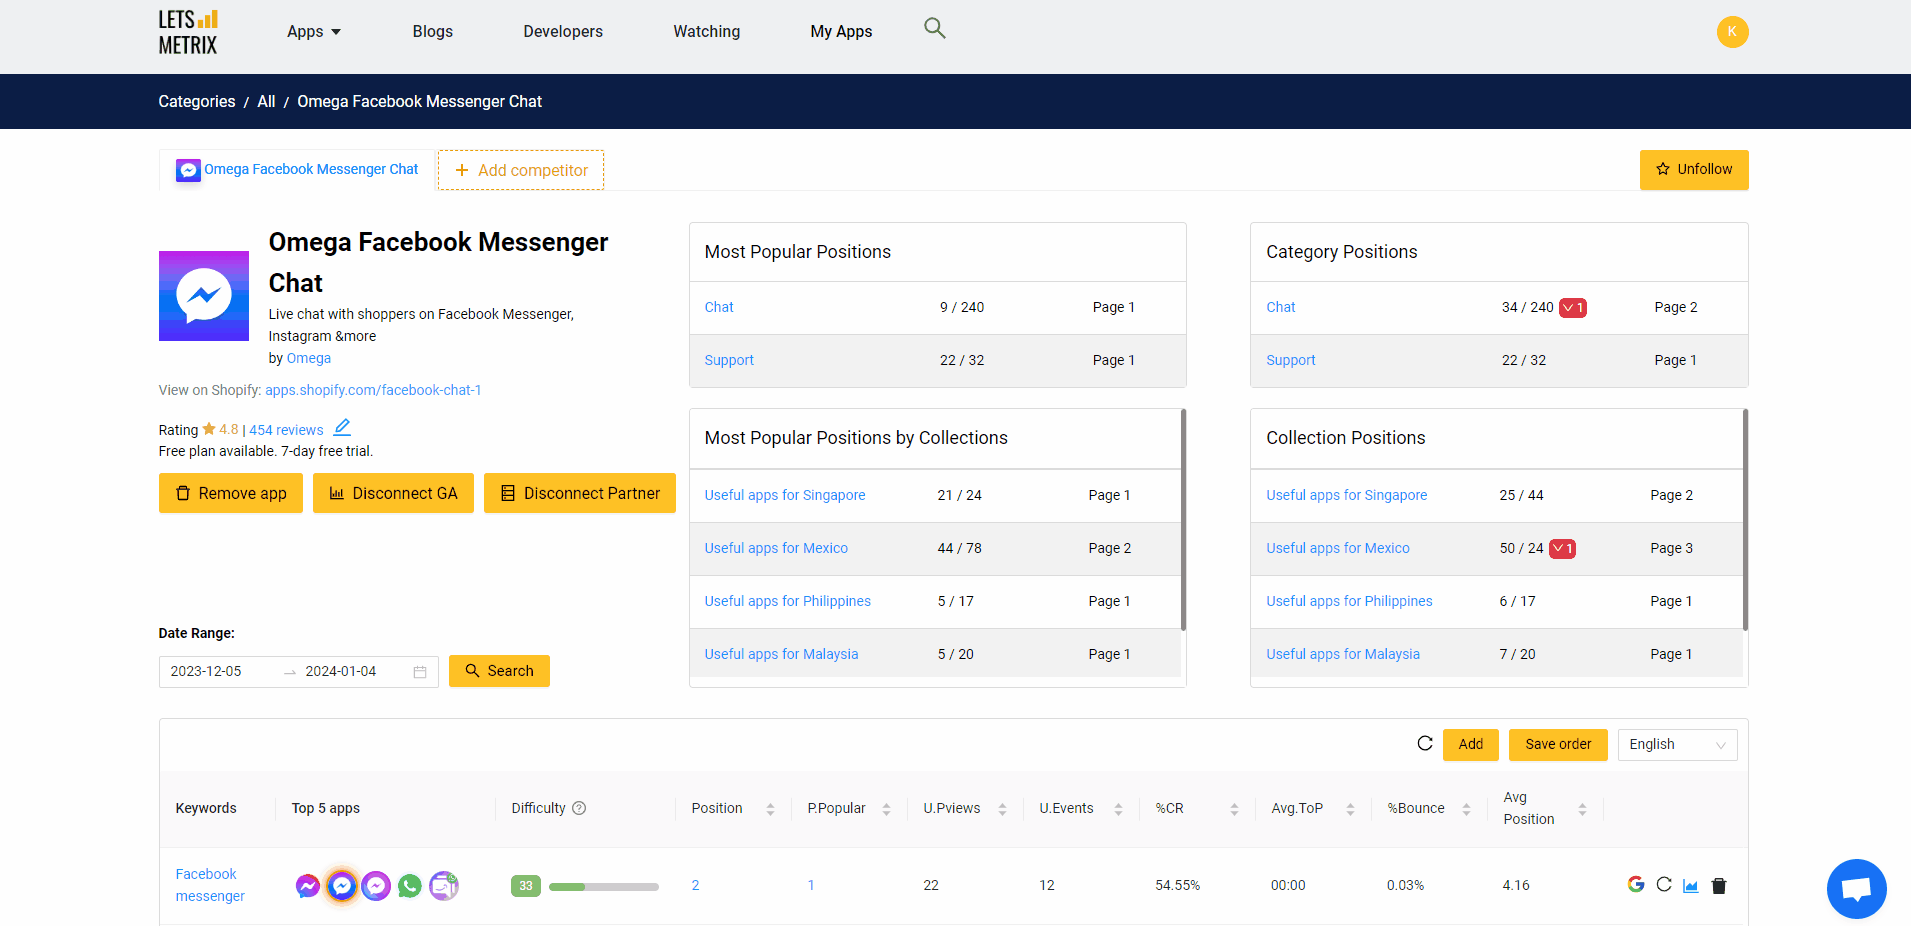 LETS
METRIX
Apps
Blogs
Developers
Watching
My Apps
K
Categories / All / Omega Facebook Messenger Chat
Omega Facebook Messenger Chat
+ Add competitor
Unfollow
Omega Facebook Messenger
Chat
Live chat with shoppers on Facebook Messenger,
Instagram &more
by Omega
View on Shopify: apps.shopify.com/facebook-chat-1
Rating 4.8 | 454 reviews
Free plan available. 7-day free trial.
Remove app
Disconnect GA
Disconnect Partner
Date Range:
2023-12-05 → 2024-01-04
Search
Most Popular Positions
Chat 9 / 240 Page 1
Support 22 / 32 Page 1
Category Positions
Chat 34 / 240 1 Page 2
Support 22 / 32 Page 1
Most Popular Positions by Collections
Useful apps for Singapore 21 / 24 Page 1
Useful apps for Mexico 44 / 78 Page 2
Useful apps for Philippines 5 / 17 Page 1
Useful apps for Malaysia 5 / 20 Page 1
Collection Positions
Useful apps for Singapore 25 / 44 Page 2
Useful apps for Mexico 50 / 24 1 Page 3
Useful apps for Philippines 6 / 17 Page 1
Useful apps for Malaysia 7 / 20 Page 1
Add
Save order
English
Keywords Top 5 apps Difficulty Position P.Popular U.Pviews U.Events %CR Avg.ToP %Bounce Avg
Position
Facebook
messenger 33 2 1 22 12 54.55% 00:00 0.03% 4.16